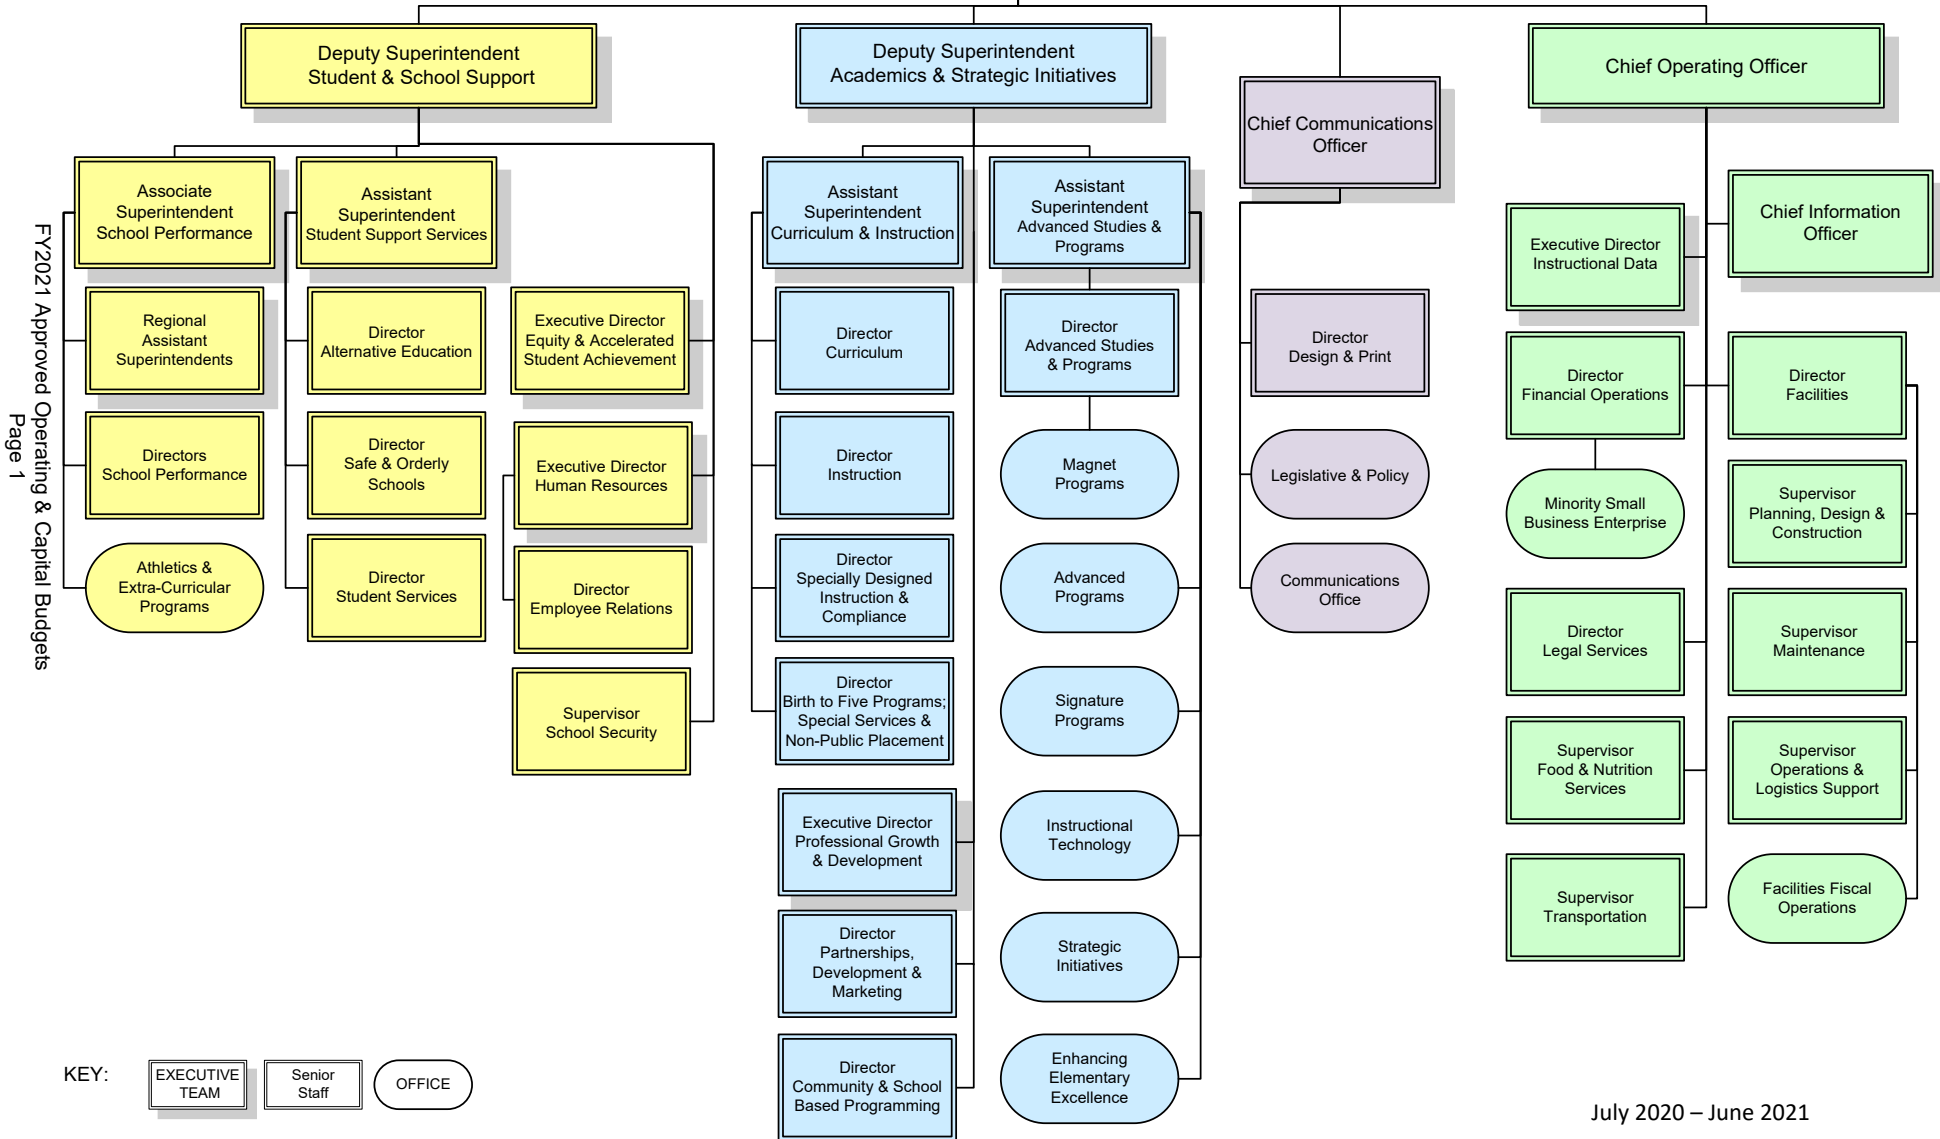 Deputy Superintendent
Student & School Support
Deputy Superintendent
Academics & Strategic Initiatives
Chief Communications
Officer
Chief Operating Officer
Associate
Superintendent
School Performance
Assistant
Superintendent
Student Support Services
Assistant
Superintendent
Curriculum & Instruction
Assistant
Superintendent
Advanced Studies &
Programs
Executive Director
Instructional Data
Chief Information
Officer
Regional
Assistant
Superintendents
Director
Alternative Education
Executive Director
Equity & Accelerated
Student Achievement
Director
Curriculum
Director
Advanced Studies
& Programs
Director
Design & Print
Director
Financial Operations
Director
Facilities
Directors
School Performance
Director
Safe & Orderly
Schools
Executive Director
Human Resources
Director
Instruction
Magnet
Programs
Legislative & Policy
Minority Small
Business Enterprise
Supervisor
Planning, Design &
Construction
Athletics &
Extra-Curricular
Programs
Director
Student Services
Director
Employee Relations
Director
Specially Designed
Instruction &
Compliance
Advanced
Programs
Communications
Office
Director
Legal Services
Supervisor
Maintenance
Supervisor
School Security
Director
Birth to Five Programs;
Special Services &
Non-Public Placement
Signature
Programs
Supervisor
Food & Nutrition
Services
Supervisor
Operations &
Logistics Support
Executive Director
Professional Growth
& Development
Instructional
Technology
Supervisor
Transportation
Facilities Fiscal
Operations
Director
Partnerships,
Development &
Marketing
Strategic
Initiatives
Director
Community & School
Based Programming
Enhancing
Elementary
Excellence
FY2021 Approved Operating & Capital Budgets
Page 1
KEY:
EXECUTIVE
TEAM
Senior
Staff
OFFICE
July 2020 – June 2021